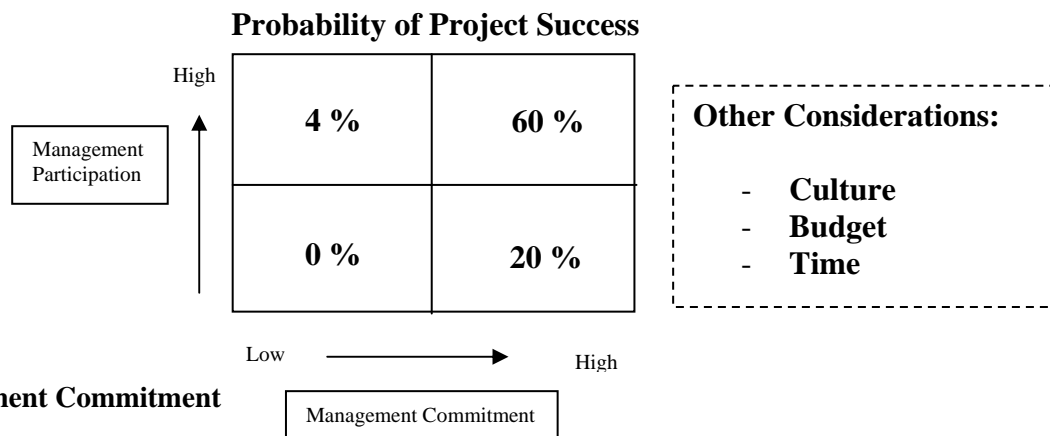 Probability of Project Success
High
4 %
60 %
Management
Participation
0 %
20 %
Low
High
Management Commitment
Other Considerations:
- Culture
- Budget
- Time
Commitment